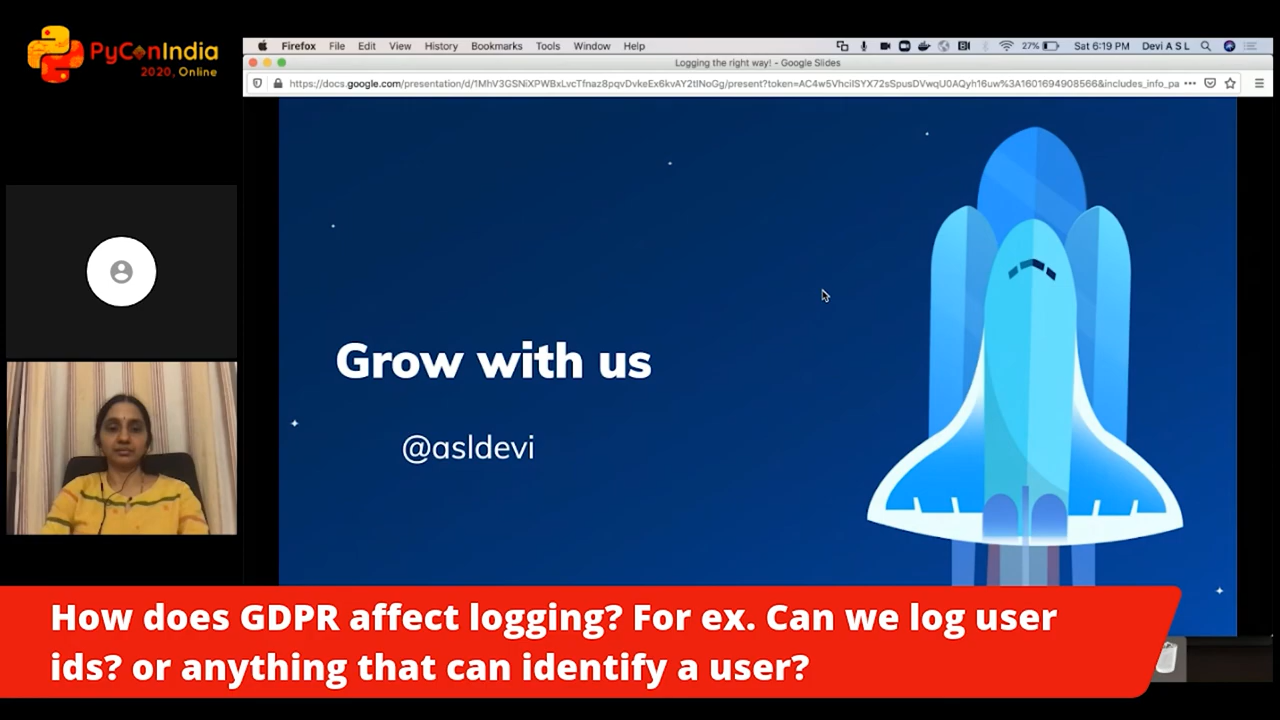 PyConIndia
2020, Online
Firefox File Edit View History Bookmarks Tools Window Help
27% Sat 6:19 PM Devi A S L
Logging the right way! - Google Slides
Grow with us
@asldevi
How does GDPR affect logging? For ex. Can we log user
ids? or anything that can identify a user?